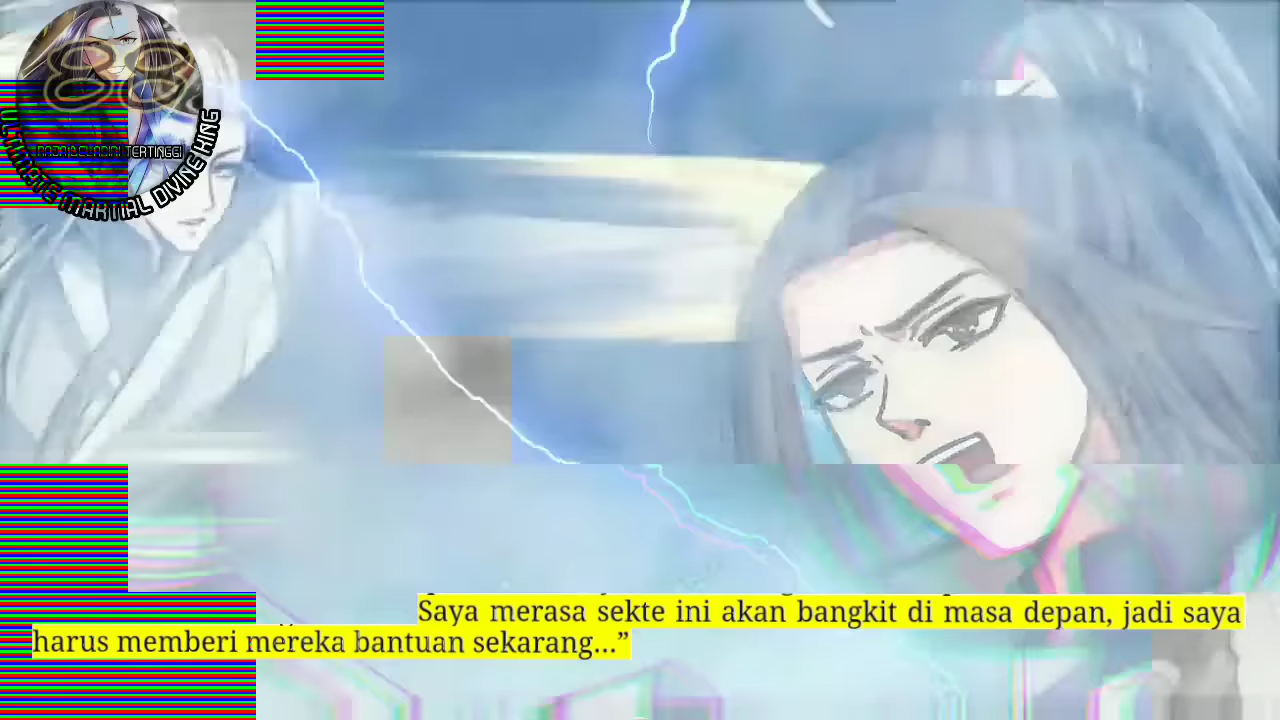 88
RAJA BELADIRI TERTINGGI
ULTIMATE MARTIAL DIVINE KING
Saya merasa sekte ini akan bangkit di masa depan, jadi saya
harus memberi mereka bantuan sekarang...”